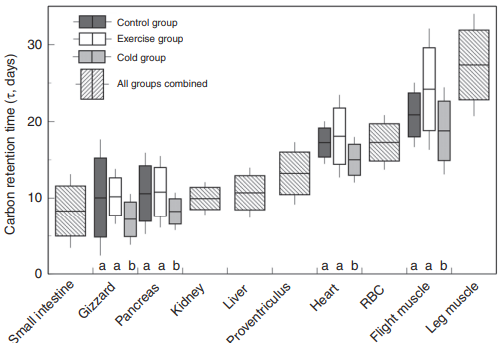 Carbon retention time (τ, days)
30
20
10
0
Control group
Exercise group
Cold group
All groups combined
a a b a a b a a b a a b
Small intestine
Gizzard
Pancreas
Kidney
Liver
Proventriculus
Heart
RBC
Flight muscle
Leg muscle